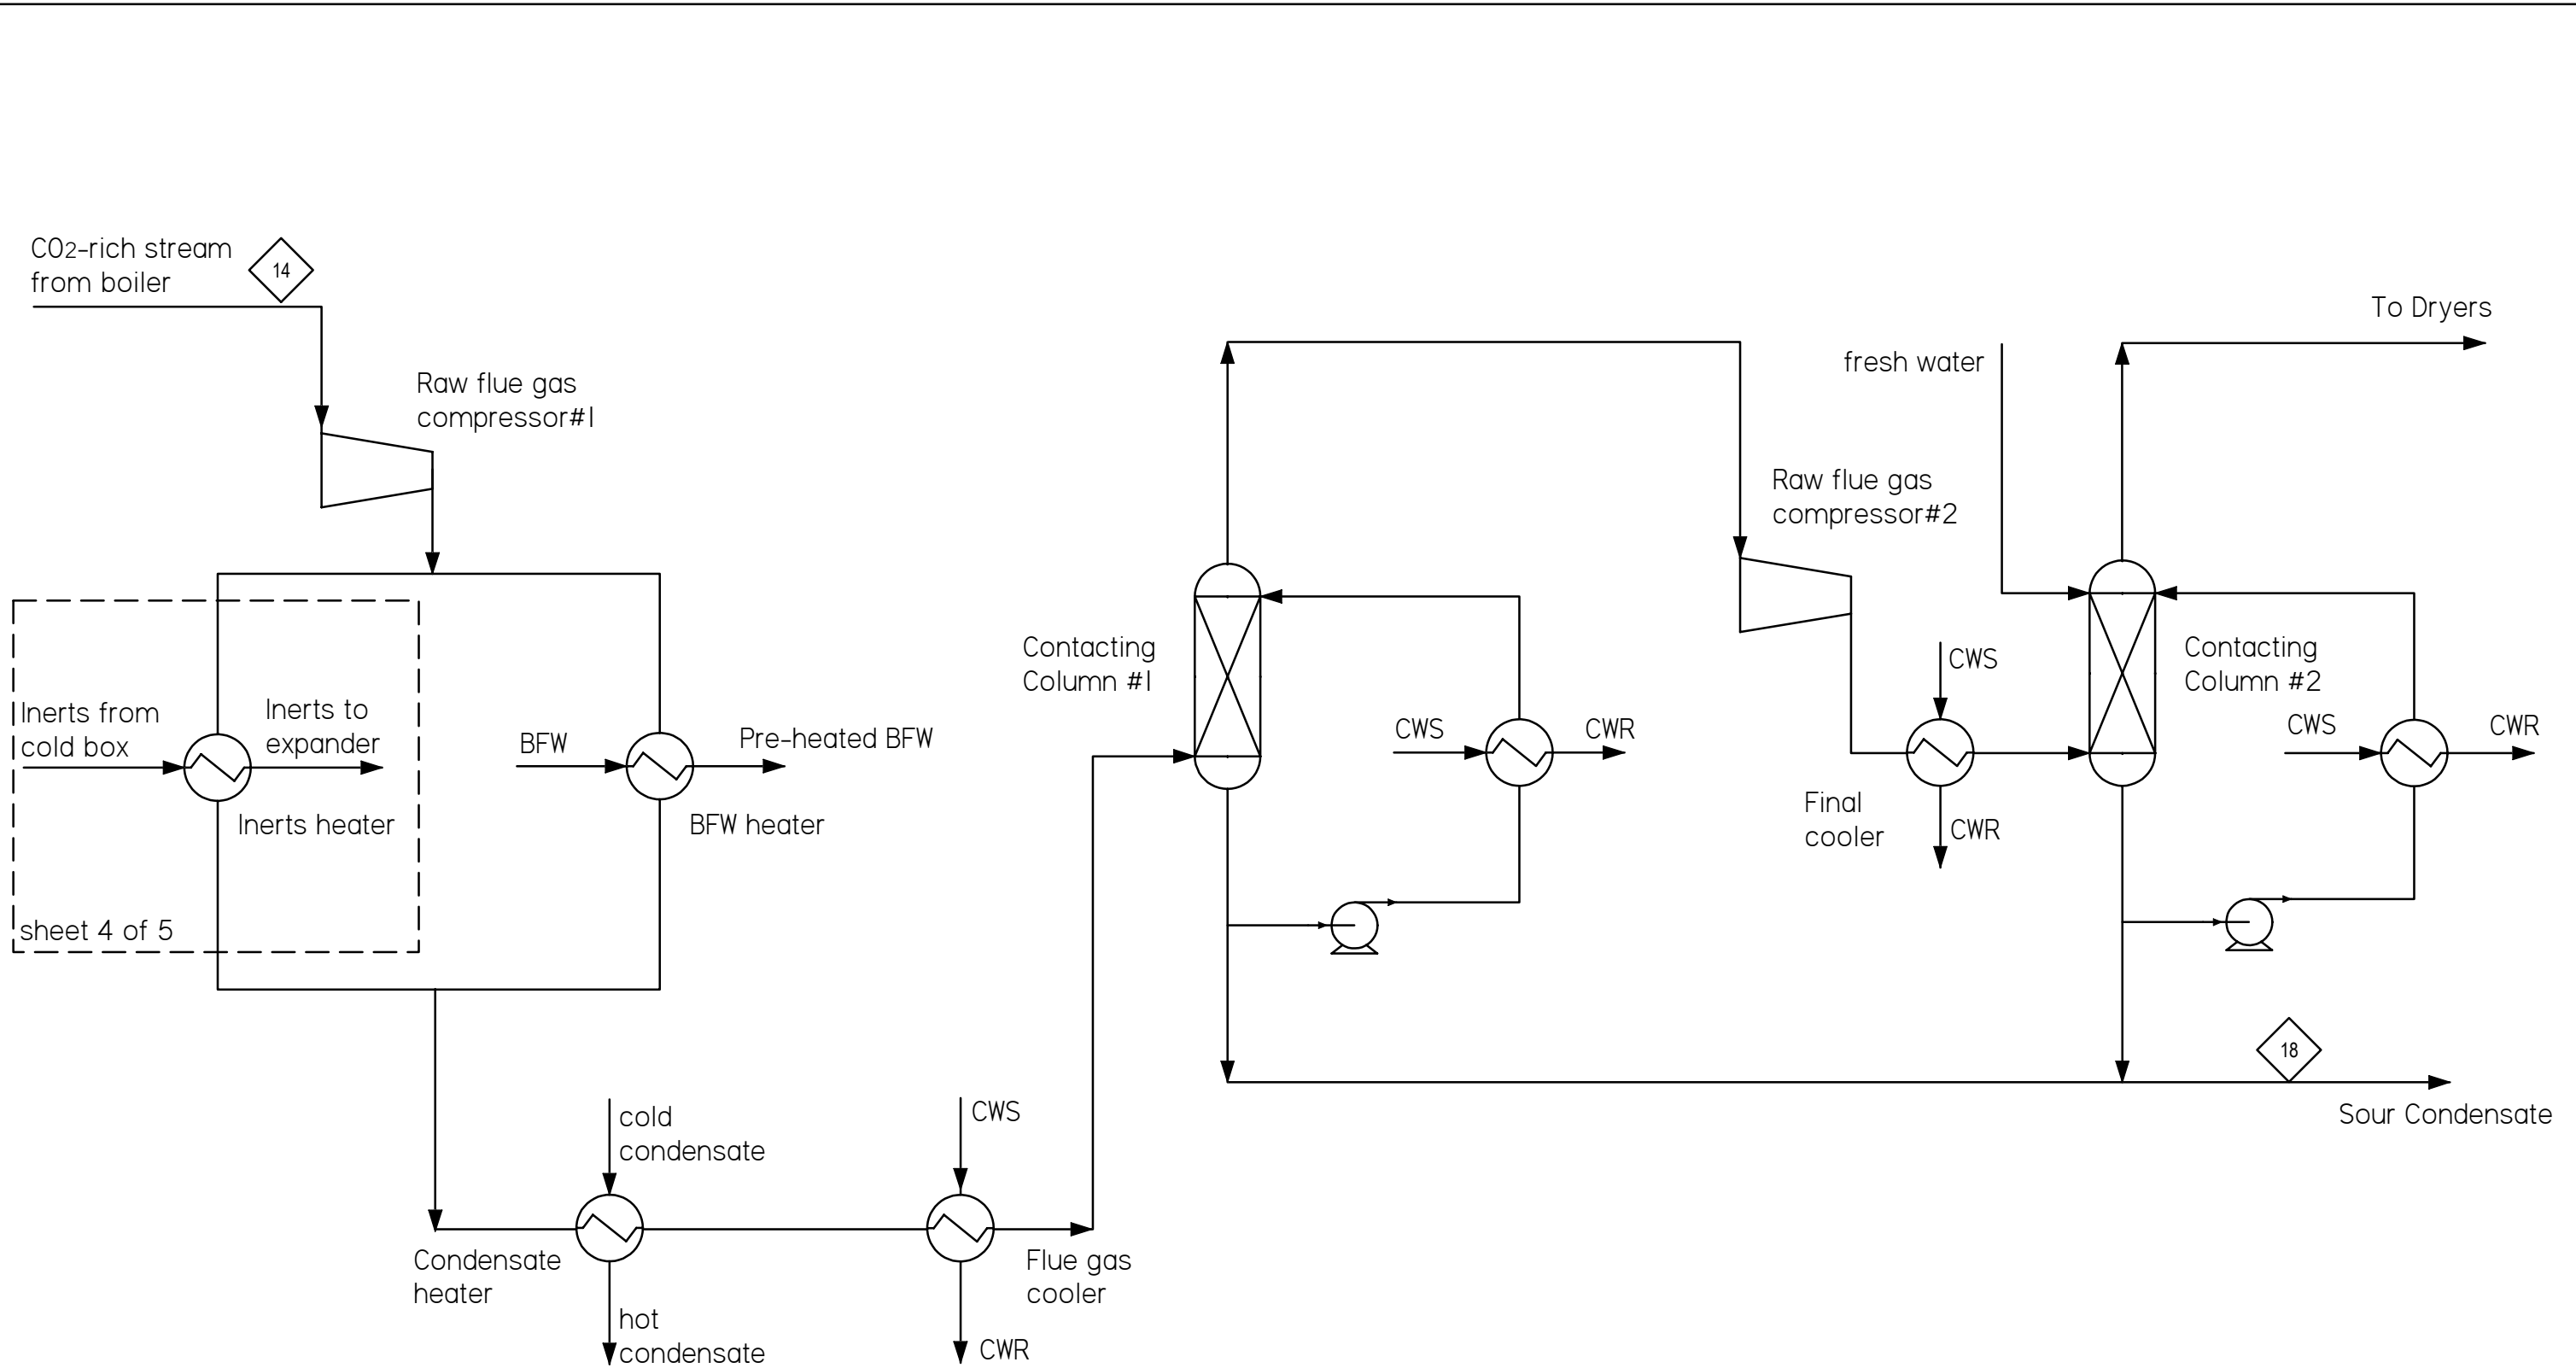 CO2-rich stream
from boiler
14
To Dryers
Raw flue gas
compressor#1
fresh water
Raw flue gas
compressor#2
Contacting
Column #1
CWS
Contacting
Column #2
Inerts from
cold box
Inerts to
expander
BFW
Pre-heated BFW
CWS
CWR
CWS
CWR
Inerts heater
BFW heater
Final
cooler
CWR
sheet 4 of 5
18
cold
condensate
CWS
Sour Condensate
Condensate
heater
Flue gas
cooler
hot
condensate
CWR